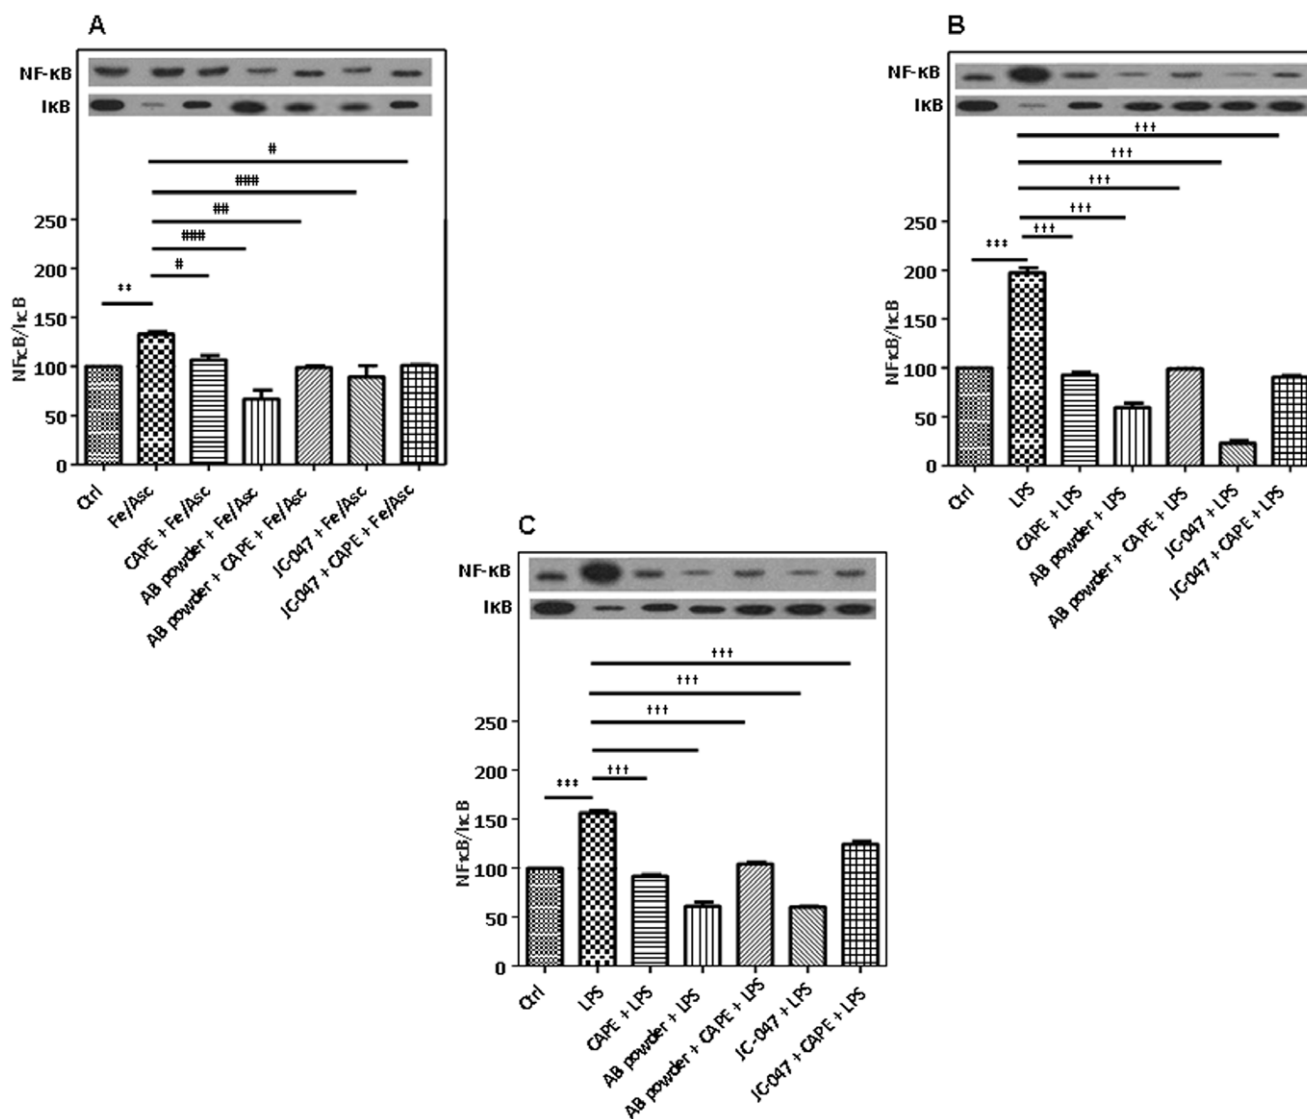 A
NF-κB
IκB
#
###
##
###
#
‡‡
250
200
150
100
50
0
NFκB/IκB
Ctrl
Fe/Asc
CAPE + Fe/Asc
AB powder + Fe/Asc
AB powder + CAPE + Fe/Asc
JC-047 + Fe/Asc
JC-047 + CAPE + Fe/Asc
B
NF-κB
IκB
†††
†††
†††
†††
†††
‡‡‡
250
200
150
100
50
0
NFκB/IκB
Ctrl
LPS
CAPE + LPS
AB powder + LPS
AB powder + CAPE + LPS
JC-047 + LPS
JC-047 + CAPE + LPS
C
NF-κB
IκB
†††
†††
†††
†††
‡‡‡
250
200
150
100
50
0
NFκB/IκB
Ctrl
LPS
CAPE + LPS
AB powder + LPS
AB powder + CAPE + LPS
JC-047 + LPS
JC-047 + CAPE + LPS